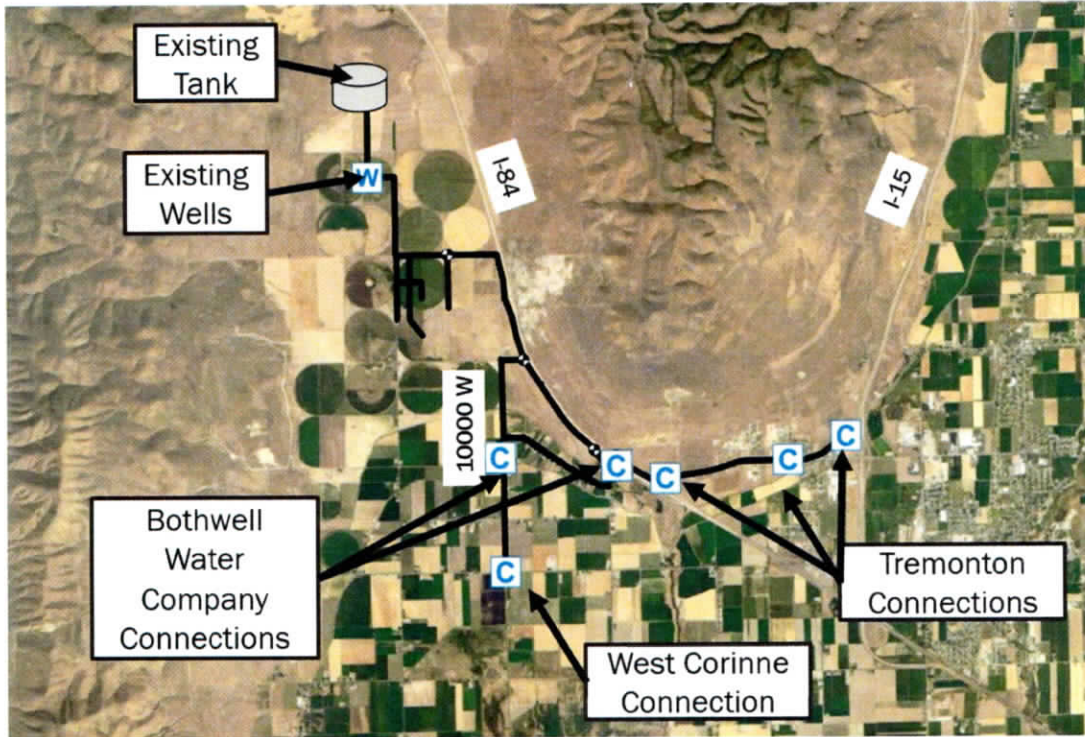 Existing
Tank
I-84
I-15
Existing
Wells
W
10000 W
C
C
C
C
C
C
Bothwell
Water
Company
Connections
Tremonton
Connections
West Corinne
Connection